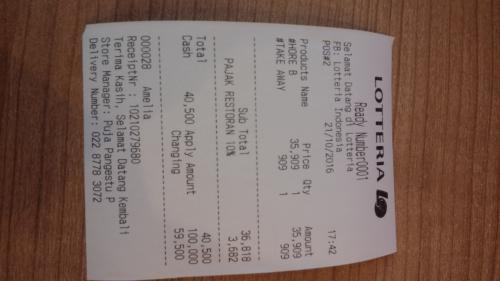 LOTTERIA
Ready Number0001
Selamat Datang di Lotteria
FB: Lotteria Indonesia
POS#2 21/10/2016 17:42
Products Name Price Qty Amount
#HORE B 35,909 1 35,909
#TAKE AWAY 909 1 909
Sub Total 36,818
PAJAK RESTORAN 10% 3,682
Total 40,500
Cash 40,500 Apply Amount 100,000
Changing 59,500
000028 Amelia
ReceiptNr : 10210279680
Terima Kasih, Selamat Datang Kembali
Store Manager: Puja Pangestu P
Delivery Number: 022 8778 3072